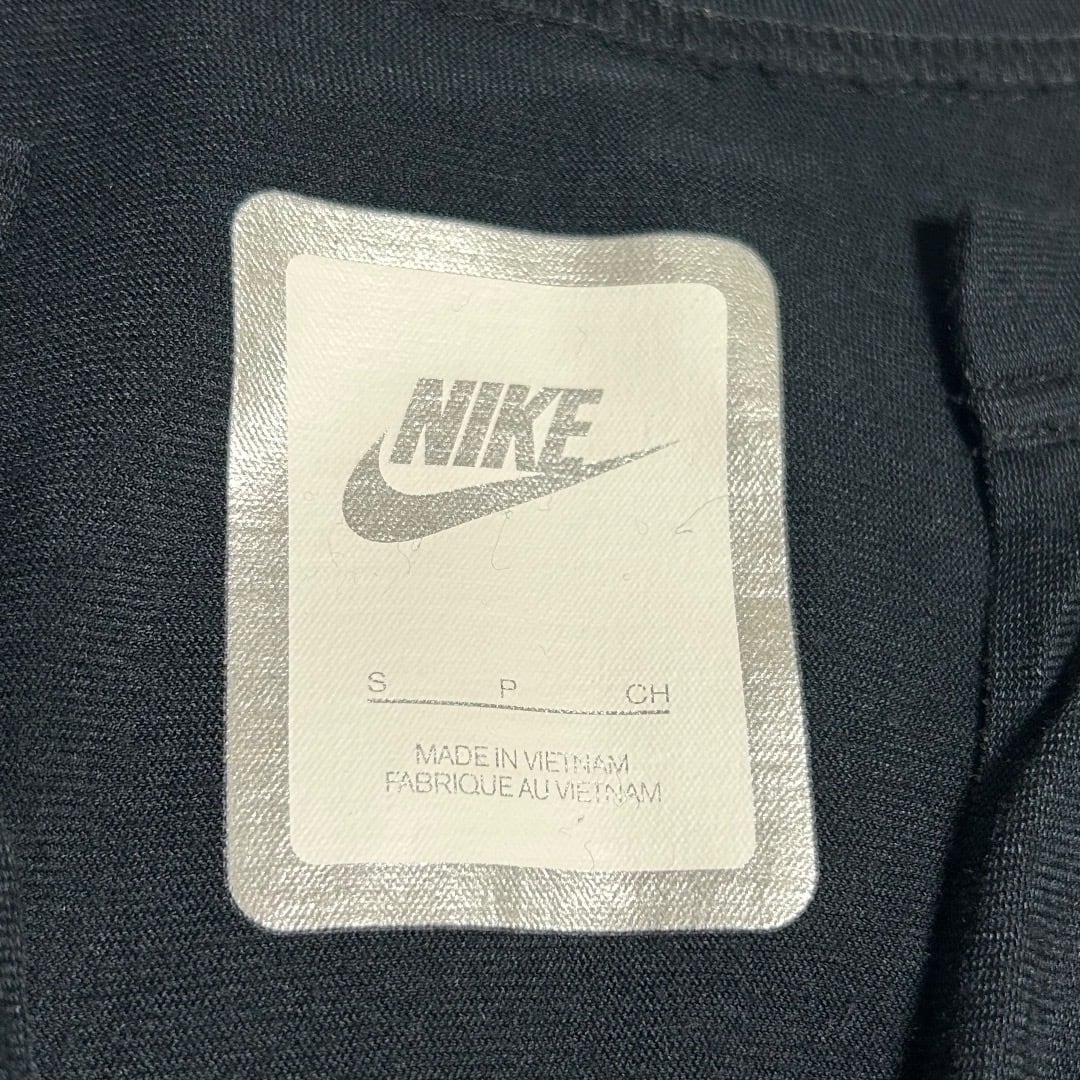 NIKE
S P CH
MADE IN VIETNAM
FABRIQUE AU VIETNAM